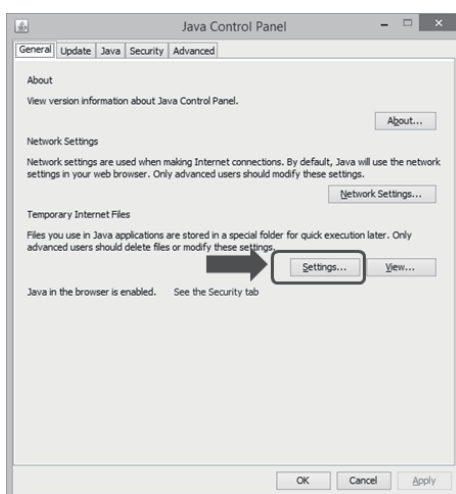 Java Control Panel
General Update Java Security Advanced
About
View version information about Java Control Panel.
About...
Network Settings
Network settings are used when making Internet connections. By default, Java will use the network
settings in your web browser. Only advanced users should modify these settings.
Network Settings...
Temporary Internet Files
Files you use in Java applications are stored in a special folder for quick execution later. Only
advanced users should delete files or modify these settings.
Settings... View...
Java in the browser is enabled. See the Security tab
OK Cancel Apply